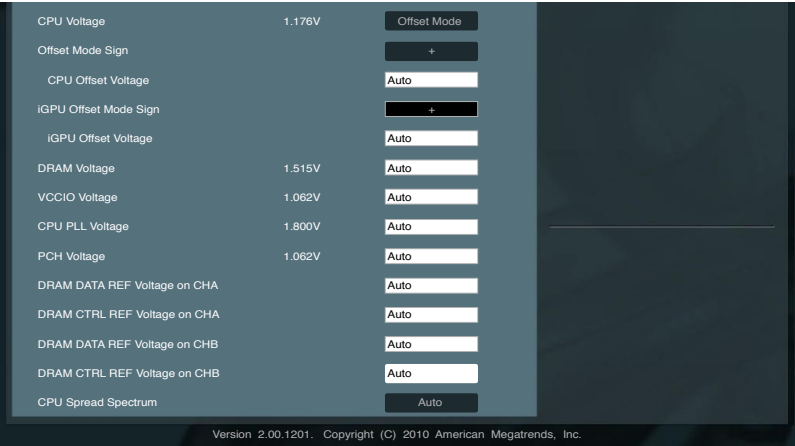 CPU Voltage 1.176V Offset Mode
Offset Mode Sign +
CPU Offset Voltage Auto
iGPU Offset Mode Sign +
iGPU Offset Voltage Auto
DRAM Voltage 1.515V Auto
VCCIO Voltage 1.062V Auto
CPU PLL Voltage 1.800V Auto
PCH Voltage 1.062V Auto
DRAM DATA REF Voltage on CHA Auto
DRAM CTRL REF Voltage on CHA Auto
DRAM DATA REF Voltage on CHB Auto
DRAM CTRL REF Voltage on CHB Auto
CPU Spread Spectrum Auto
Version 2.00.1201. Copyright (C) 2010 American Megatrends, Inc.